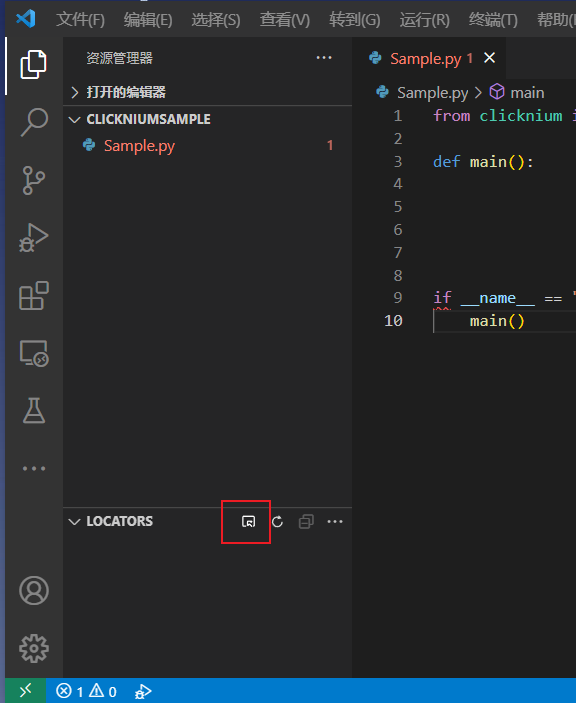 文件(F) 编辑(E) 选择(S) 查看(V) 转到(G) 运行(R) 终端(T) 帮助(
资源管理器
打开的编辑器
CLICKNIUMSAMPLE
Sample.py 1
LOCATORS
Sample.py 1
Sample.py > main
1 from clicknium i
2
3 def main():
4
5
6
7
8
9 if __name__ == "
10 main()
1 0